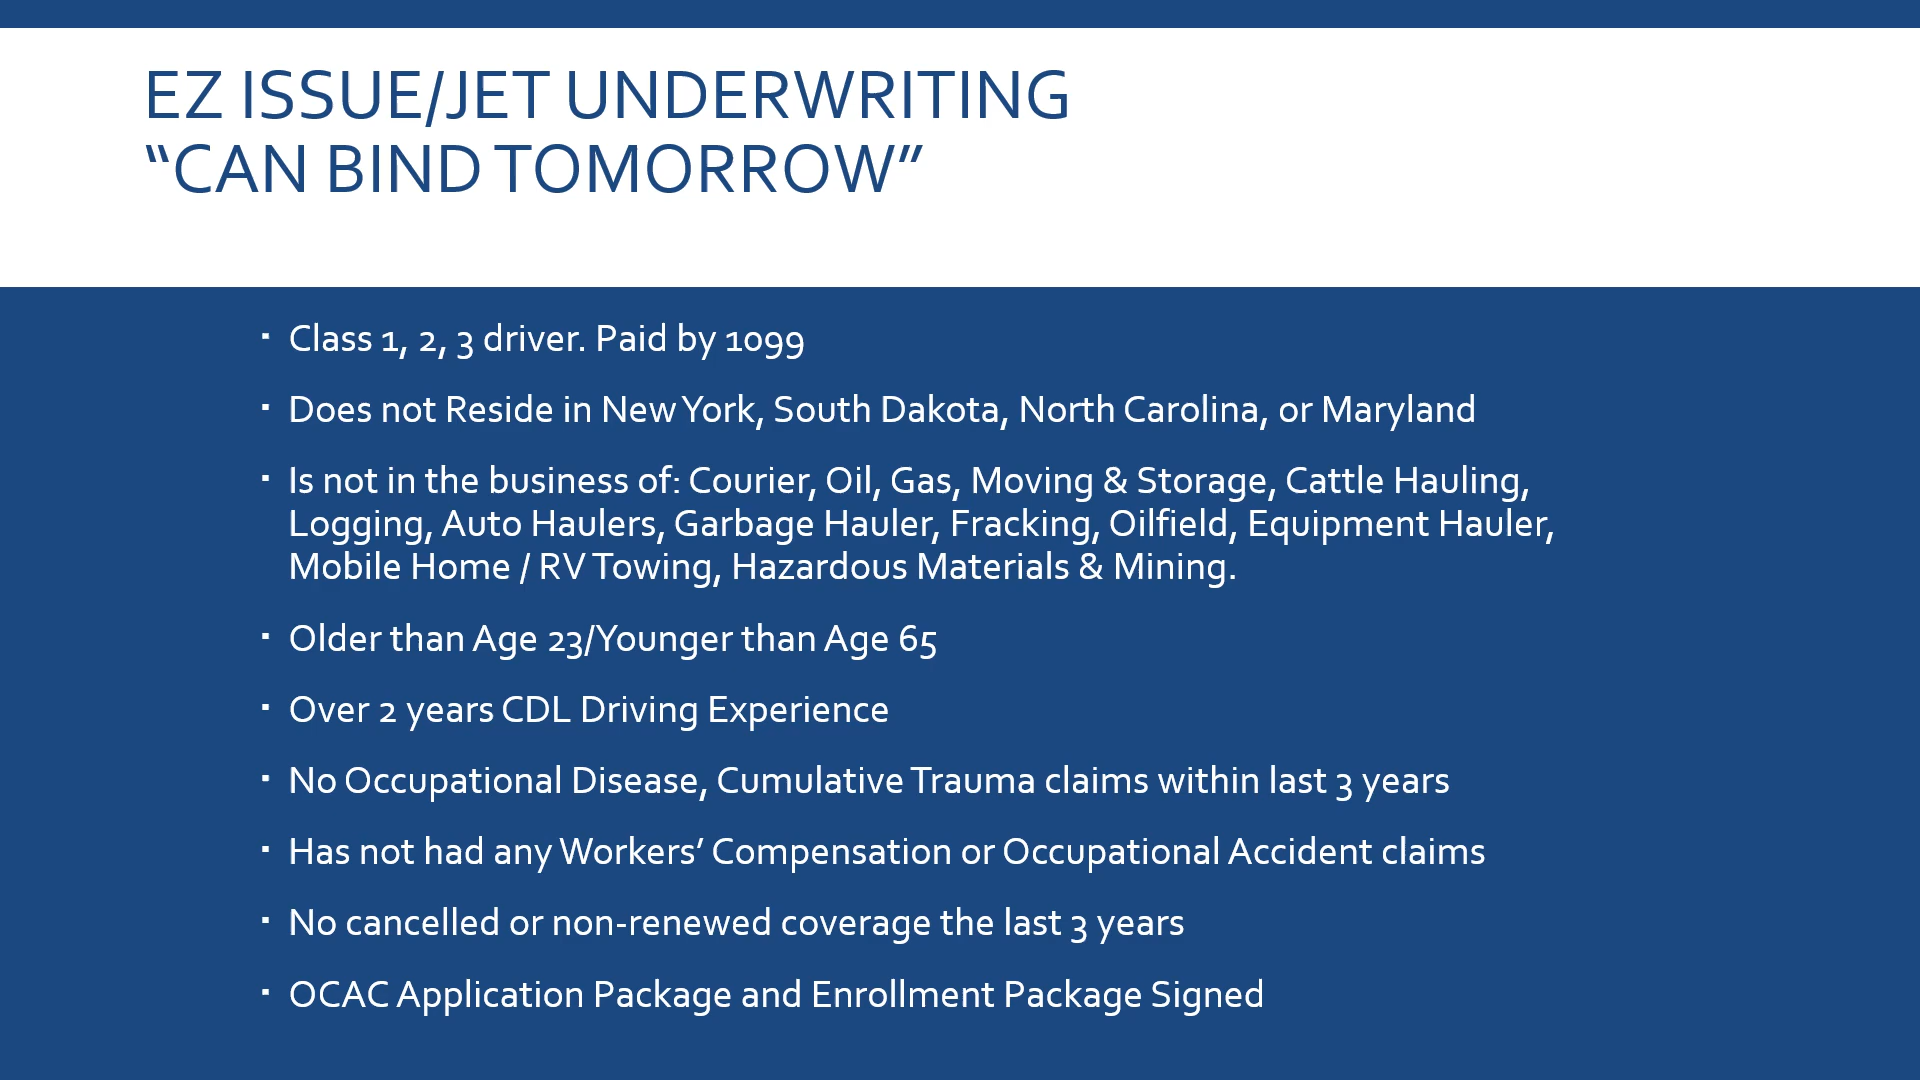 EZ ISSUE/JET UNDERWRITING
“CAN BIND TOMORROW”
▪ Class 1, 2, 3 driver. Paid by 1099
▪ Does not Reside in New York, South Dakota, North Carolina, or Maryland
▪ Is not in the business of: Courier, Oil, Gas, Moving & Storage, Cattle Hauling,
Logging, Auto Haulers, Garbage Hauler, Fracking, Oilfield, Equipment Hauler,
Mobile Home / RV Towing, Hazardous Materials & Mining.
▪ Older than Age 23/Younger than Age 65
▪ Over 2 years CDL Driving Experience
▪ No Occupational Disease, Cumulative Trauma claims within last 3 years
▪ Has not had any Workers’ Compensation or Occupational Accident claims
▪ No cancelled or non-renewed coverage the last 3 years
▪ OCAC Application Package and Enrollment Package Signed